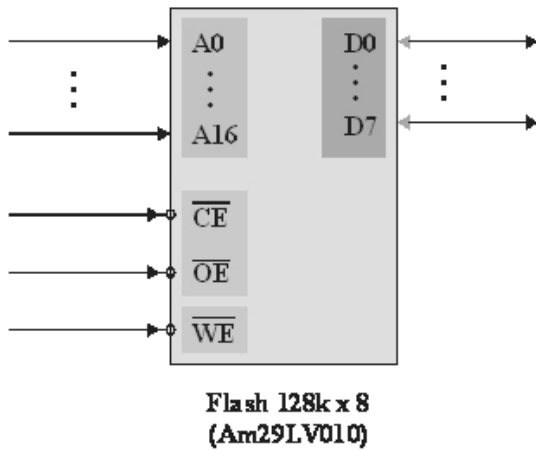 A0 D0
A16 D7
CE
OE
WE
Flash 128k x 8
(Am29LV010)